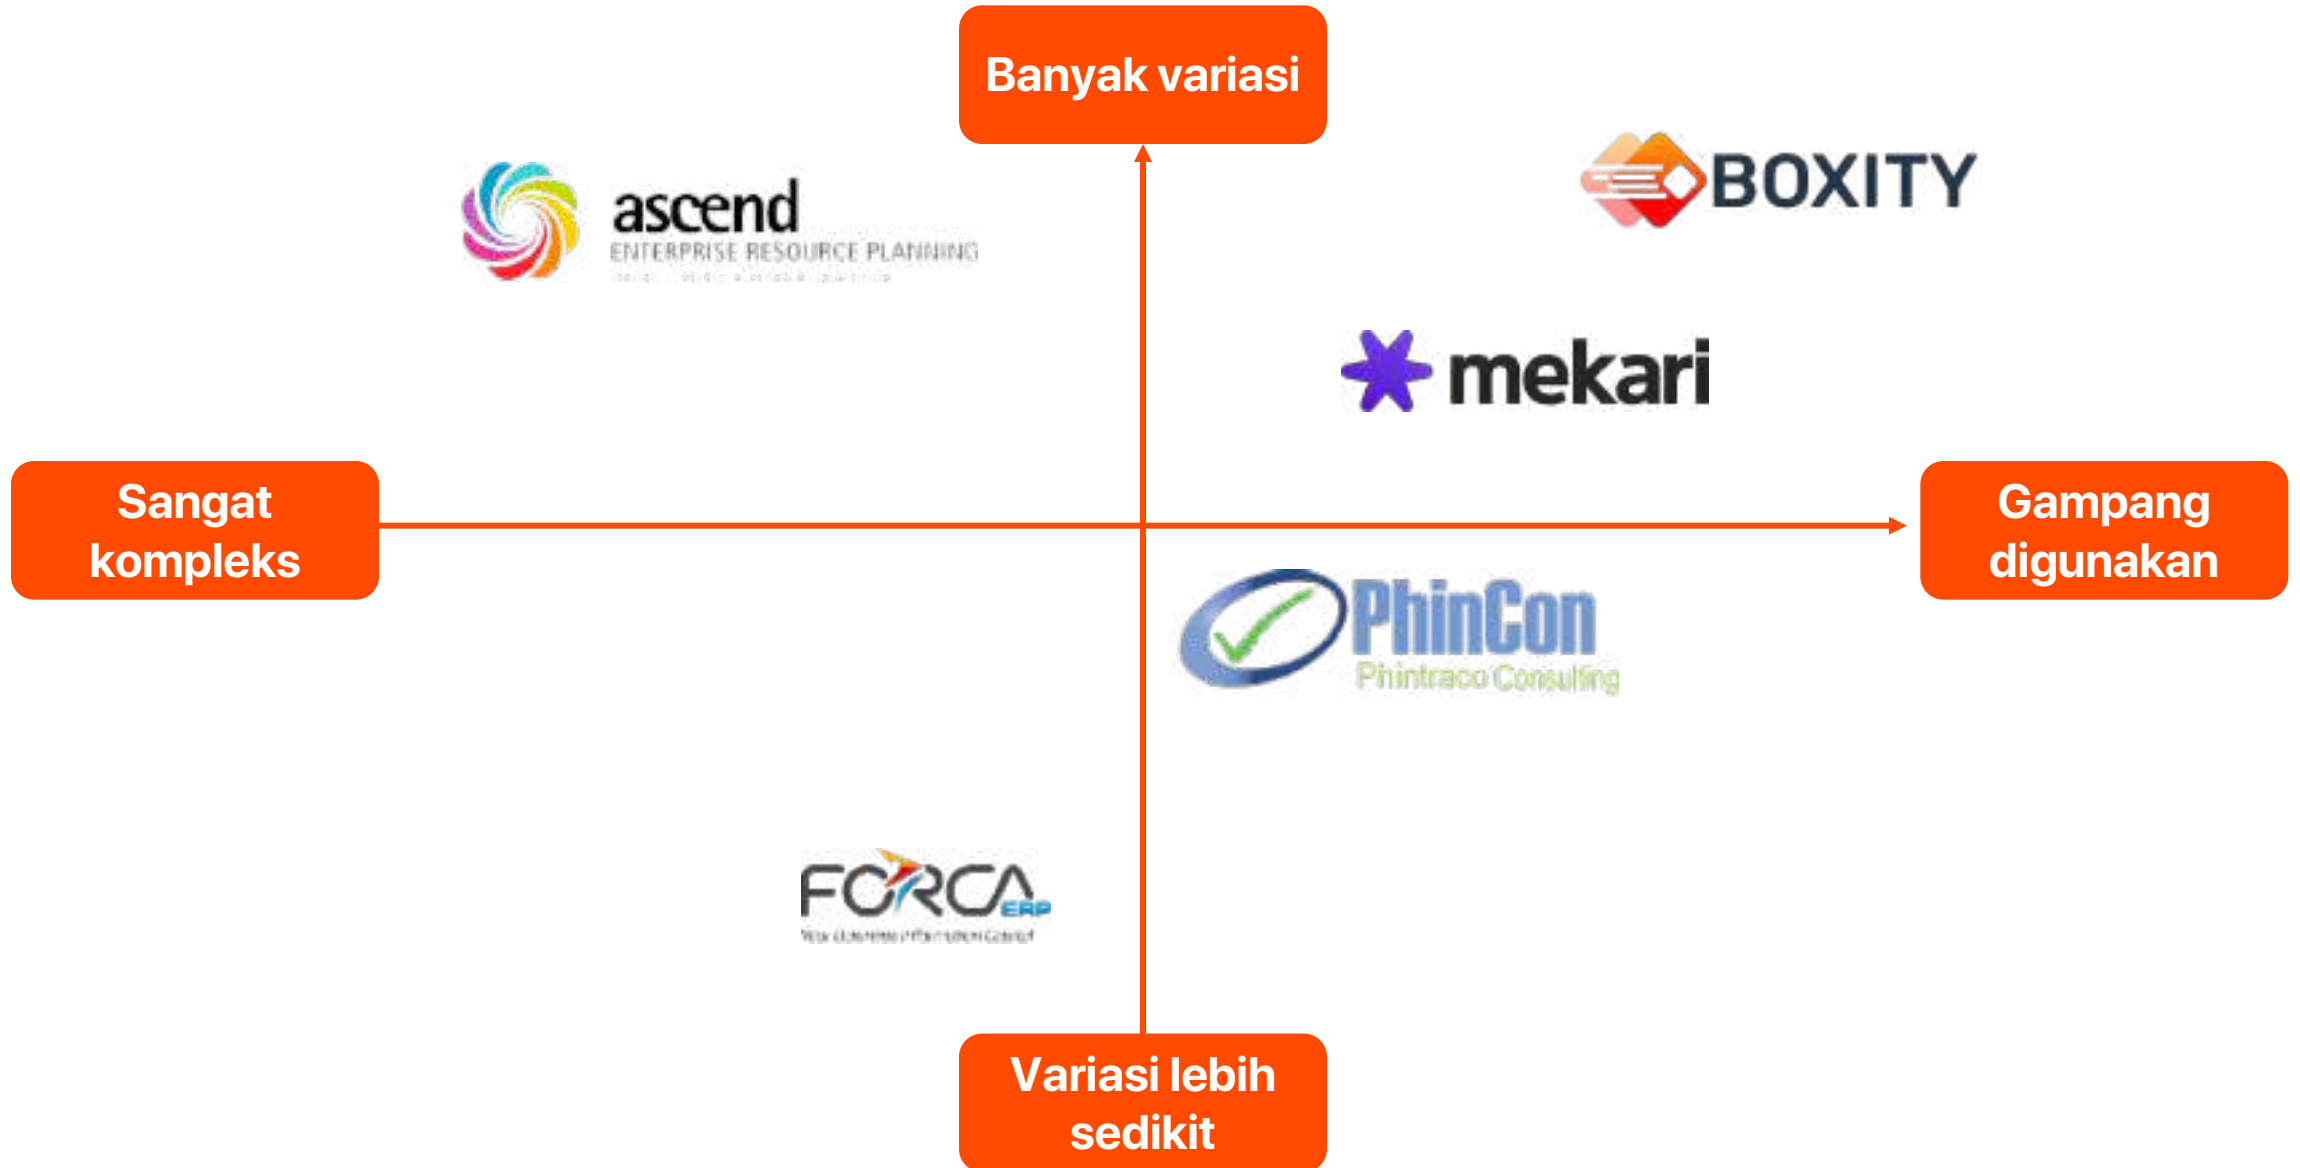 Banyak variasi
BOXITY
ascend
ENTERPRISE RESOURCE PLANNING
mekari
Sangat
kompleks
Gampang
digunakan
PhinCon
Phintraco Consulting
FORCA
ERP
Variasi lebih
sedikit